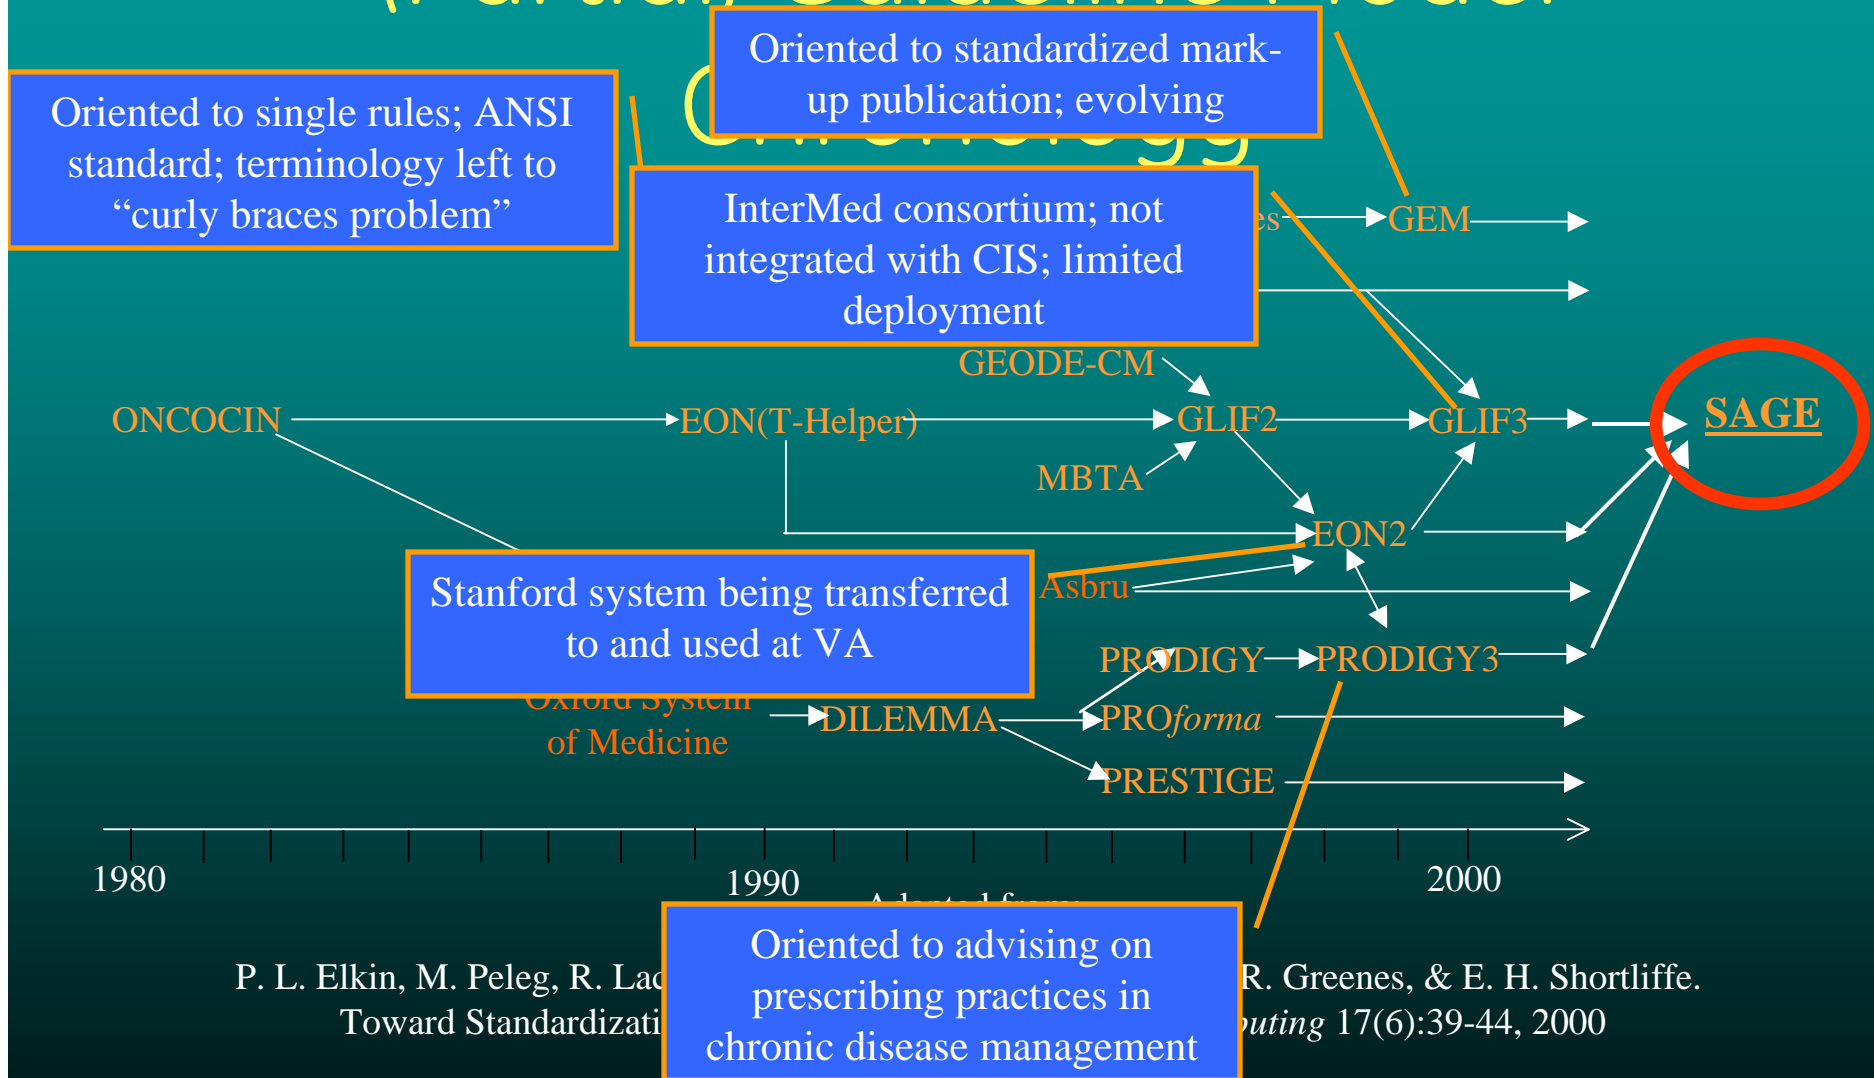 Oriented to standardized mark-
up publication; evolving
Oriented to single rules; ANSI
standard; terminology left to
“curly braces problem”
InterMed consortium; not
integrated with CIS; limited
deployment
GEM
GEODE-CM
ONCOCIN
EON(T-Helper)
GLIF2
GLIF3
SAGE
MBTA
EON2
Stanford system being transferred
to and used at VA
Asbru
PRODIGY
PRODIGY3
Oxford System
of Medicine
DILEMMA
PROforma
PRESTIGE
1980
1990
2000
Oriented to advising on
prescribing practices in
chronic disease management
P. L. Elkin, M. Peleg, R. R. Greenes, & E. H. Shortliffe.
Toward 17(6):39-44, 2000